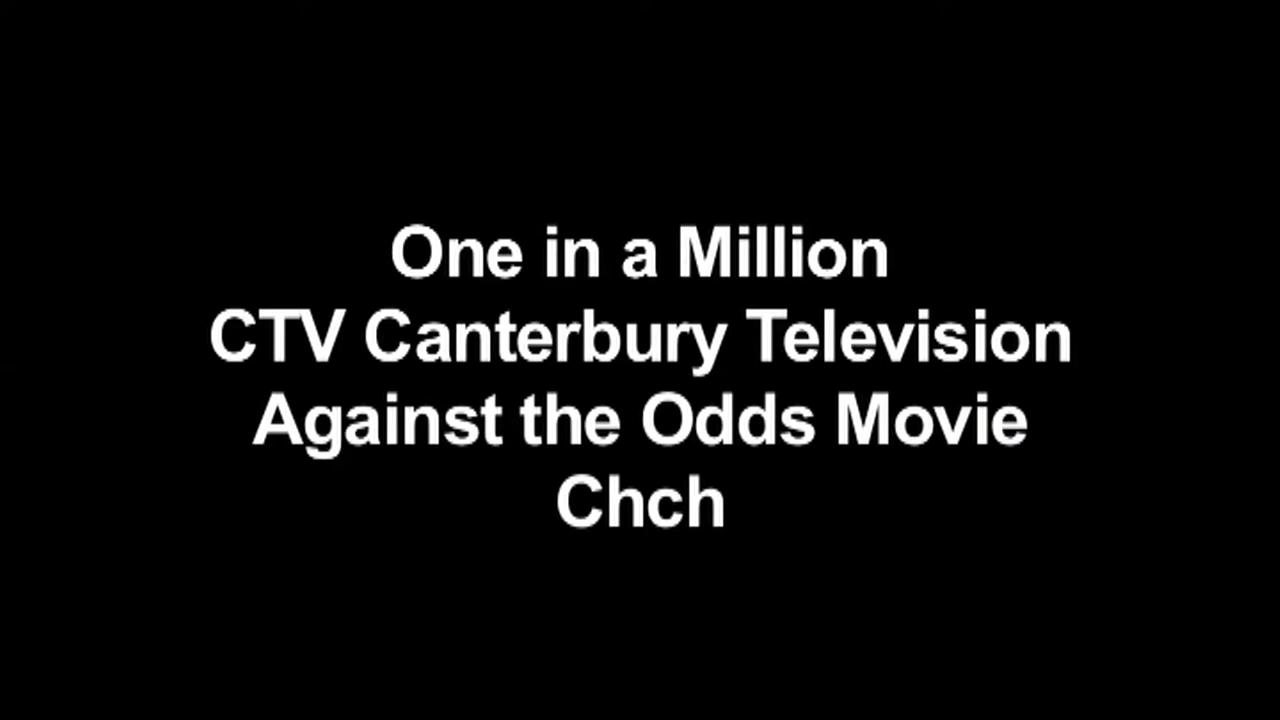 One in a Million
CTV Canterbury Television
Against the Odds Movie
Chch